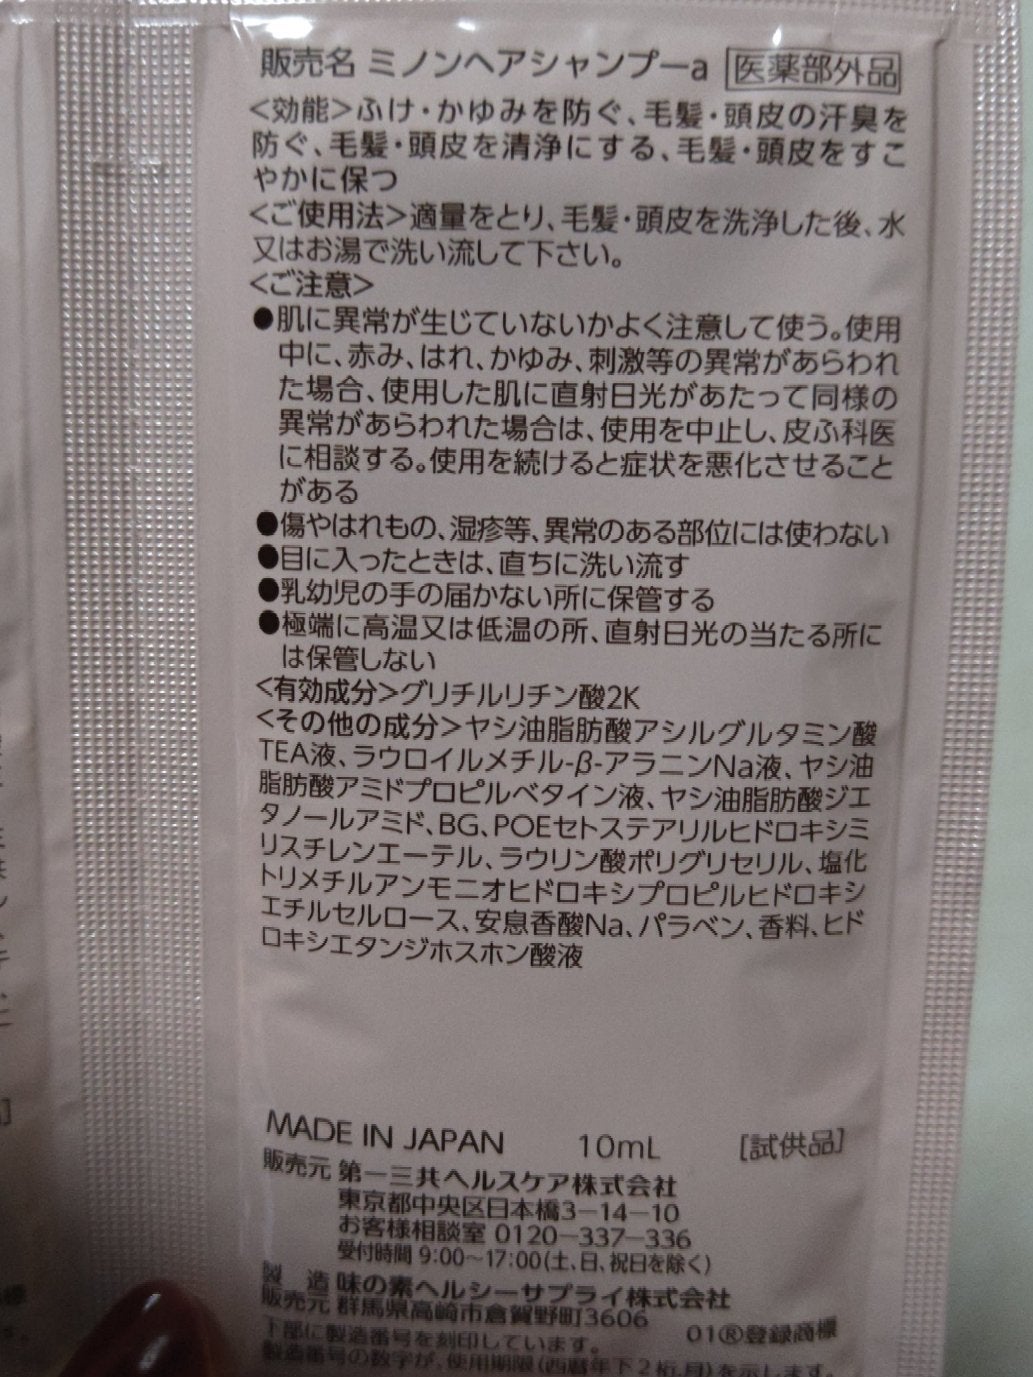 販売名 ミノンヘアシャンプーa 医薬部外品
<効能>ふけ・かゆみを防ぐ、毛髪・頭皮の汗臭を
防ぐ、毛髪・頭皮を清浄にする、毛髪・頭皮をすこ
やかに保つ
<ご使用法>適量をとり、毛髪・頭皮を洗浄した後、水
又はお湯で洗い流して下さい。
<ご注意>
●肌に異常が生じていないかよく注意して使う。使用
中に、赤み、はれ、かゆみ、刺激等の異常があらわれ
た場合、使用した肌に直射日光があたって同様の
異常があらわれた場合は、使用を中止し、皮ふ科医
に相談する。使用を続けると症状を悪化させること
がある
●傷やはれもの、湿疹等、異常のある部位には使わない
●目に入ったときは、直ちに洗い流す
●乳幼児の手の届かない所に保管する
●極端に高温又は低温の所、直射日光の当たる所に
は保管しない
<有効成分>グリチルリチン酸2K
<その他の成分>ヤシ油脂肪酸アシルグルタミン酸
TEA液、ラウロイルメチル-β-アラニンNa液、ヤシ油
脂肪酸アミドプロピルベタイン液、ヤシ油脂肪酸ジエ
タノールアミド、BG、POEセトステアリルヒドロキシミ
リスチレンエーテル、ラウリン酸ポリグリセリル、塩化
トリメチルアンモニオヒドロキシプロピルヒドロキシ
エチルセルロース、安息香酸Na、パラベン、香料、ヒド
ロキシエタンジホスホン酸液
MADE IN JAPAN 10mL [試供品]
販売元 第一三共ヘルスケア株式会社
東京都中央区日本橋3-14-10
お客様相談室 0120-337-336
受付時間 9:00〜17:00(土、日、祝日を除く)
製 造
販売元 味の素ヘルシーサプライ株式会社
群馬県高崎市倉賀野町3606
01®登録商標
下部に製造番号を刻印しています。
製造番号の数字が、使用期限(西暦年下2桁,月)を示します。